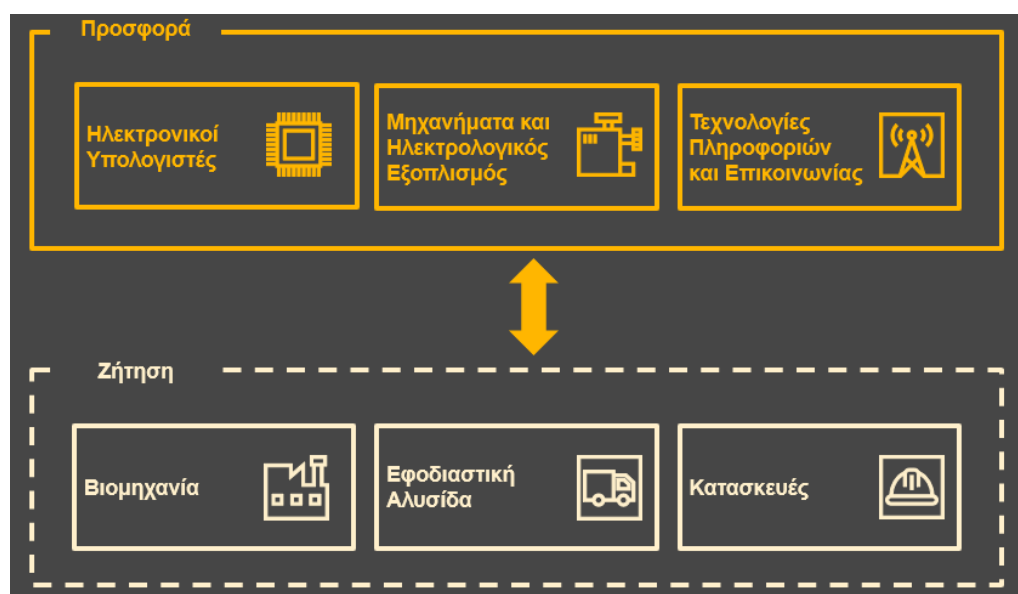 Προσφορά
Ηλεκτρονικοί
Υπολογιστές
Μηχανήματα και
Ηλεκτρολογικός
Εξοπλισμός
Τεχνολογίες
Πληροφοριών
και Επικοινωνίας
Ζήτηση
Βιομηχανία
Εφοδιαστική
Αλυσίδα
Κατασκευές